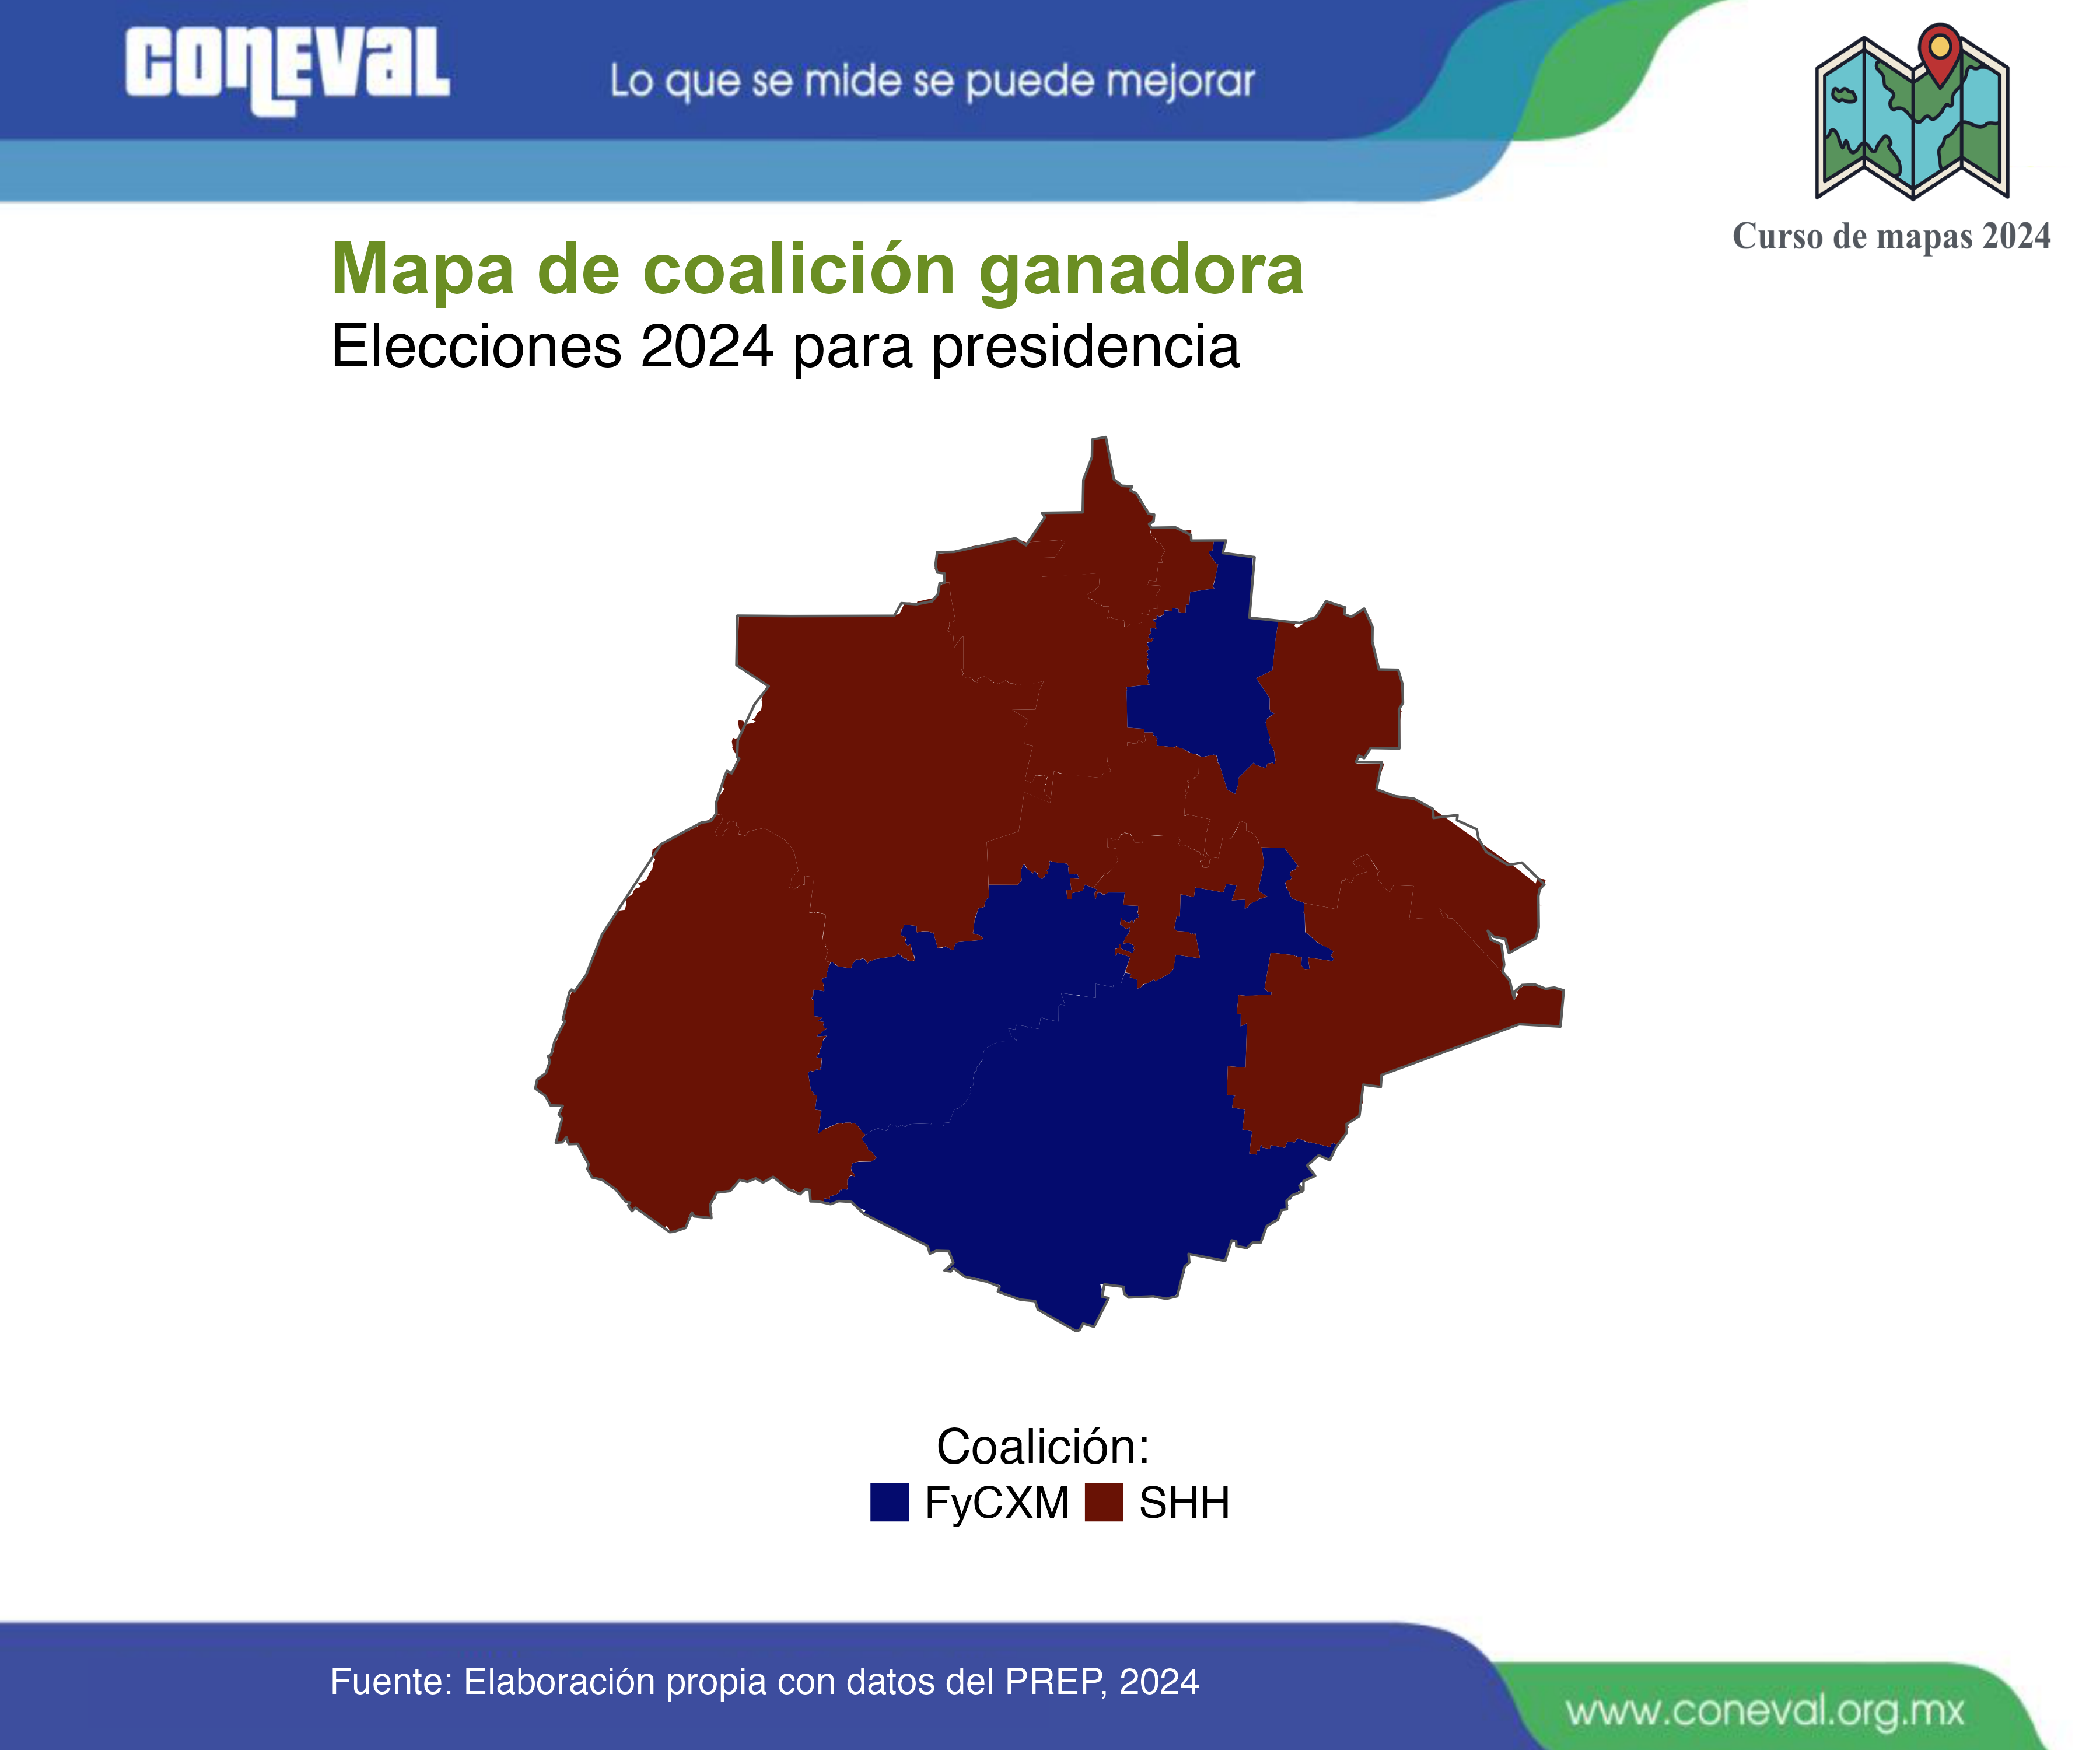 CONEVAL
Lo que se mide se puede mejorar
Curso de mapas 2024
Mapa de coalición ganadora
Elecciones 2024 para presidencia
Coalición:
FyCXM SHH
Fuente: Elaboración propia con datos del PREP, 2024
www.coneval.org.mx